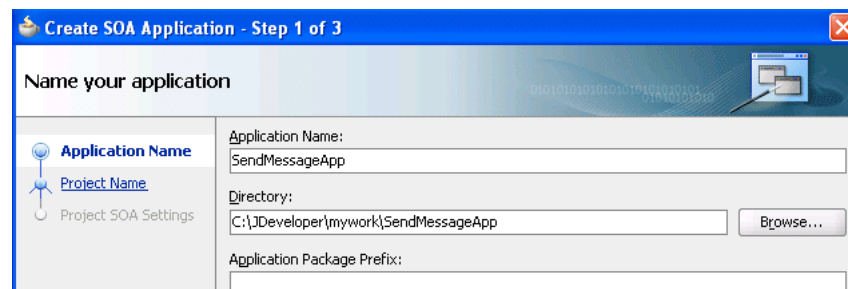 Create SOA Application - Step 1 of 3
Name your application
Application Name
Project Name
Project SOA Settings
Application Name:
SendMessageApp
Directory:
C:\JDeveloper\mywork\SendMessageApp
Browse...
Application Package Prefix: